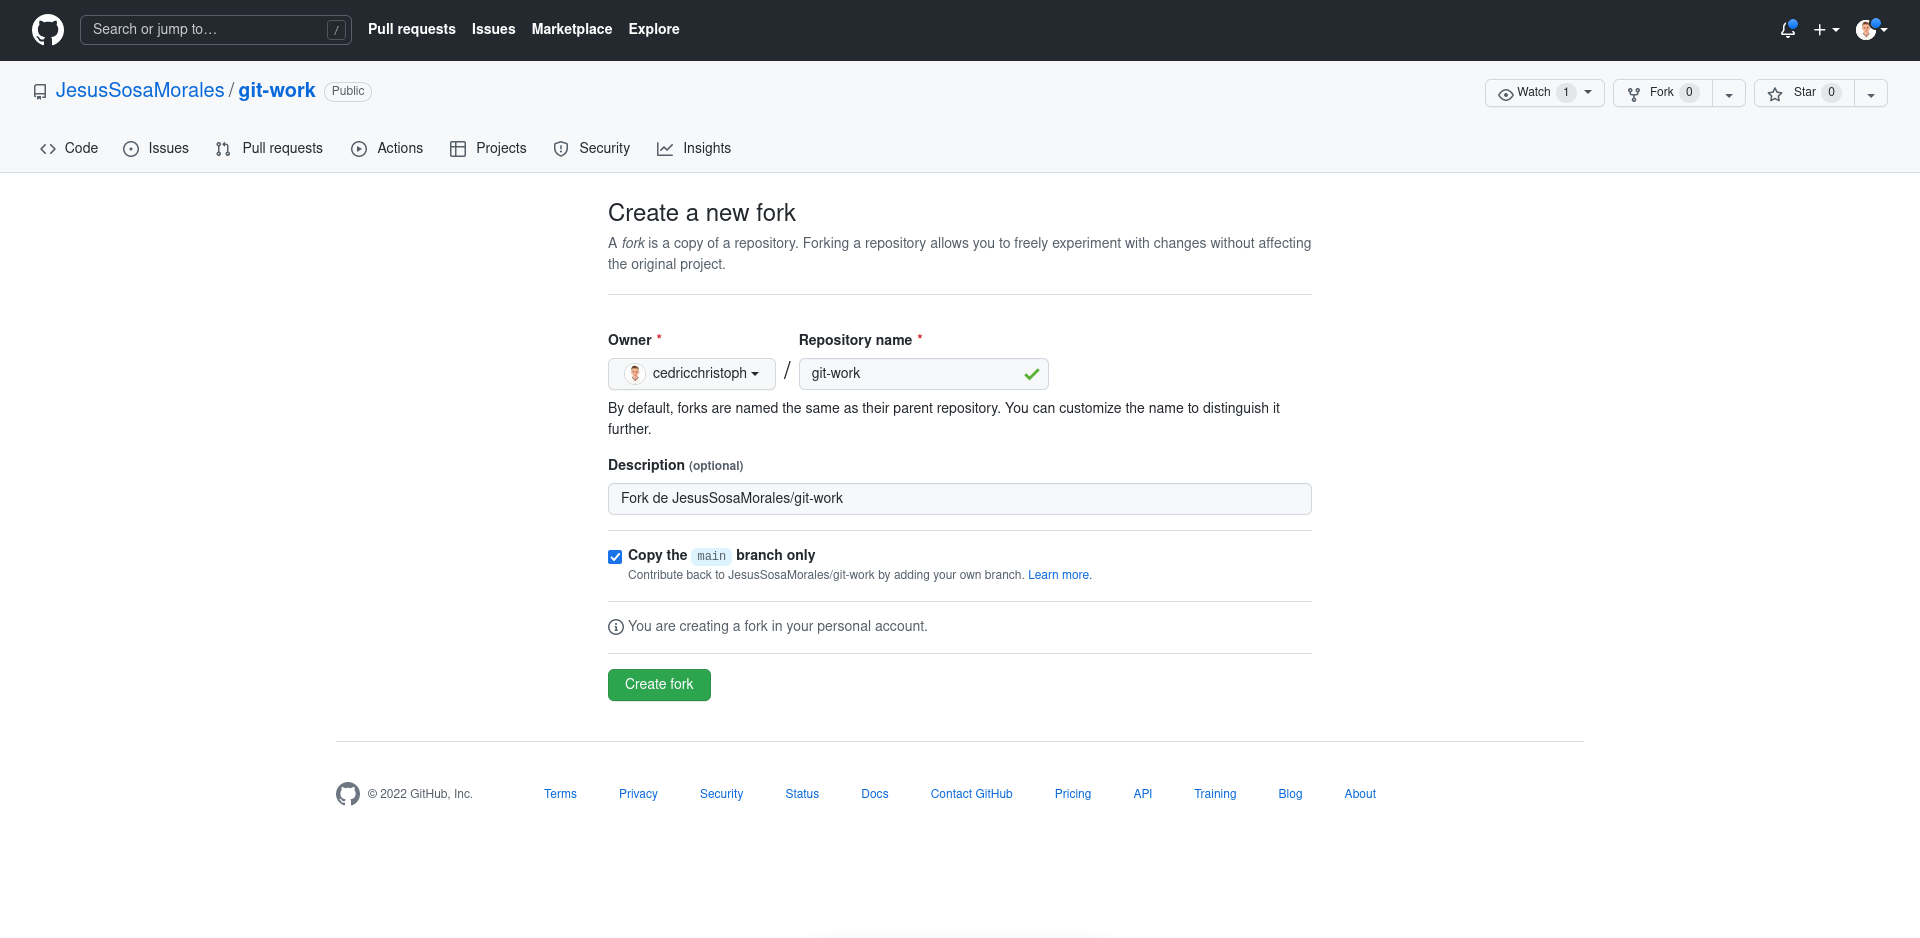 Search or jump to… /
Pull requests Issues Marketplace Explore
JesusSosaMorales / git-work Public
Watch 1 Fork 0 Star 0
Code Issues Pull requests Actions Projects Security Insights
Create a new fork
A fork is a copy of a repository. Forking a repository allows you to freely experiment with changes without affecting
the original project.
Owner * Repository name *
cedricchristoph / git-work
By default, forks are named the same as their parent repository. You can customize the name to distinguish it
further.
Description (optional)
Fork de JesusSosaMorales/git-work
Copy the main branch only
Contribute back to JesusSosaMorales/git-work by adding your own branch. Learn more.
You are creating a fork in your personal account.
Create fork
© 2022 GitHub, Inc. Terms Privacy Security Status Docs Contact GitHub Pricing API Training Blog About